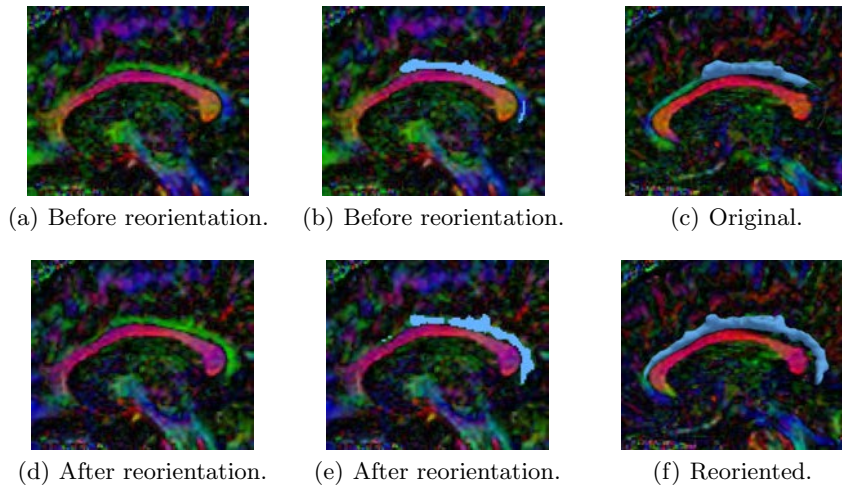 (a) Before reorientation.
(b) Before reorientation.
(c) Original.
(d) After reorientation.
(e) After reorientation.
(f) Reoriented.